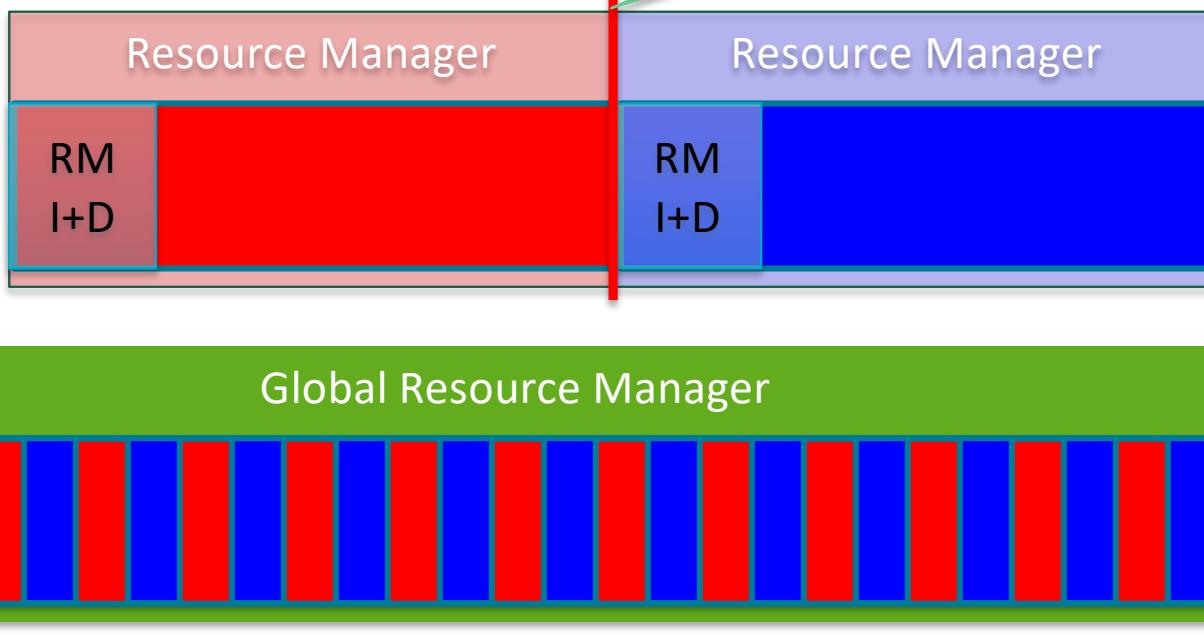 Resource Manager
Resource Manager
RM
I+D
RM
I+D
Global Resource Manager